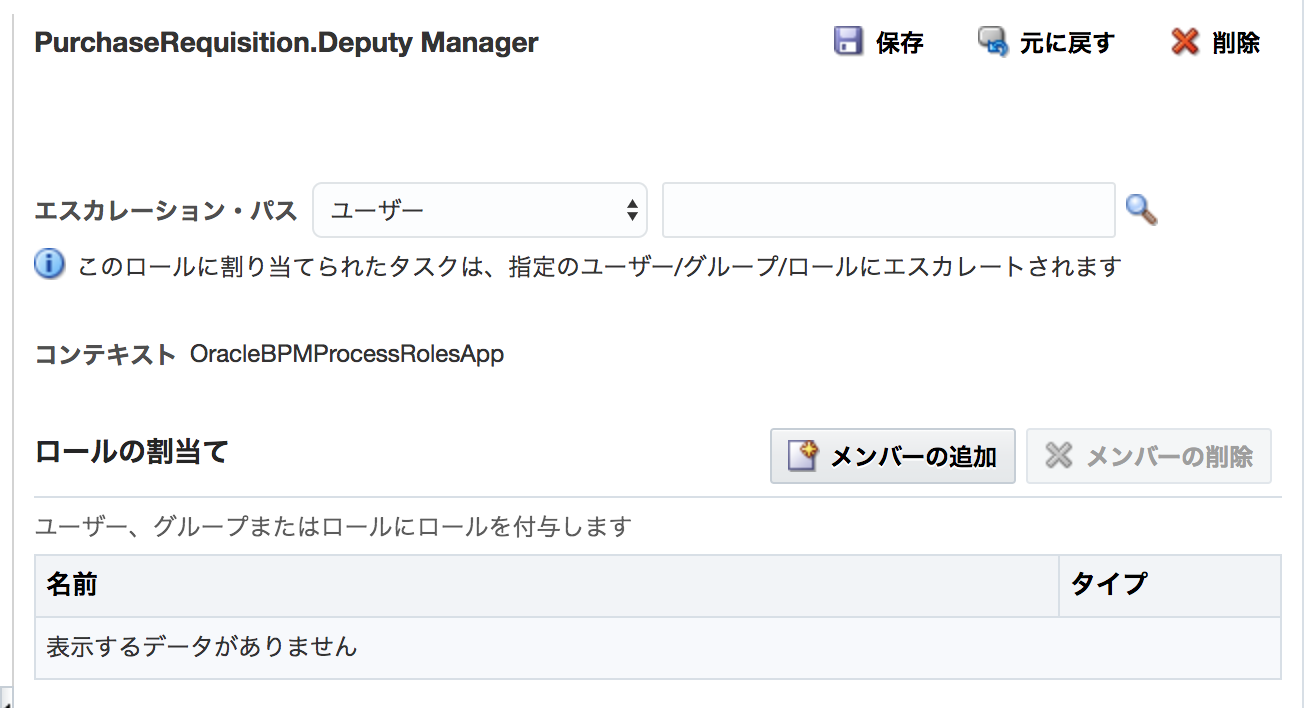 PurchaseRequisition.Deputy Manager 保存 元に戻す 削除
エスカレーション・パス ユーザー
このロールに割り当てられたタスクは、指定のユーザー/グループ/ロールにエスカレートされます
コンテキスト OracleBPMProcessRolesApp
ロールの割当て メンバーの追加 メンバーの削除
ユーザー、グループまたはロールにロールを付与します
名前 タイプ
表示するデータがありません